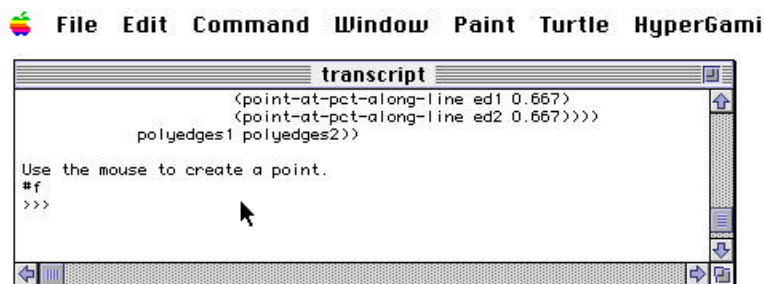 File Edit Command Window Paint Turtle HyperGami
transcript
(point-at-pct-along-line ed1 0.667)
(point-at-pct-along-line ed2 0.667))))
polyedges1 polyedges2))
Use the mouse to create a point.
#f
>>>